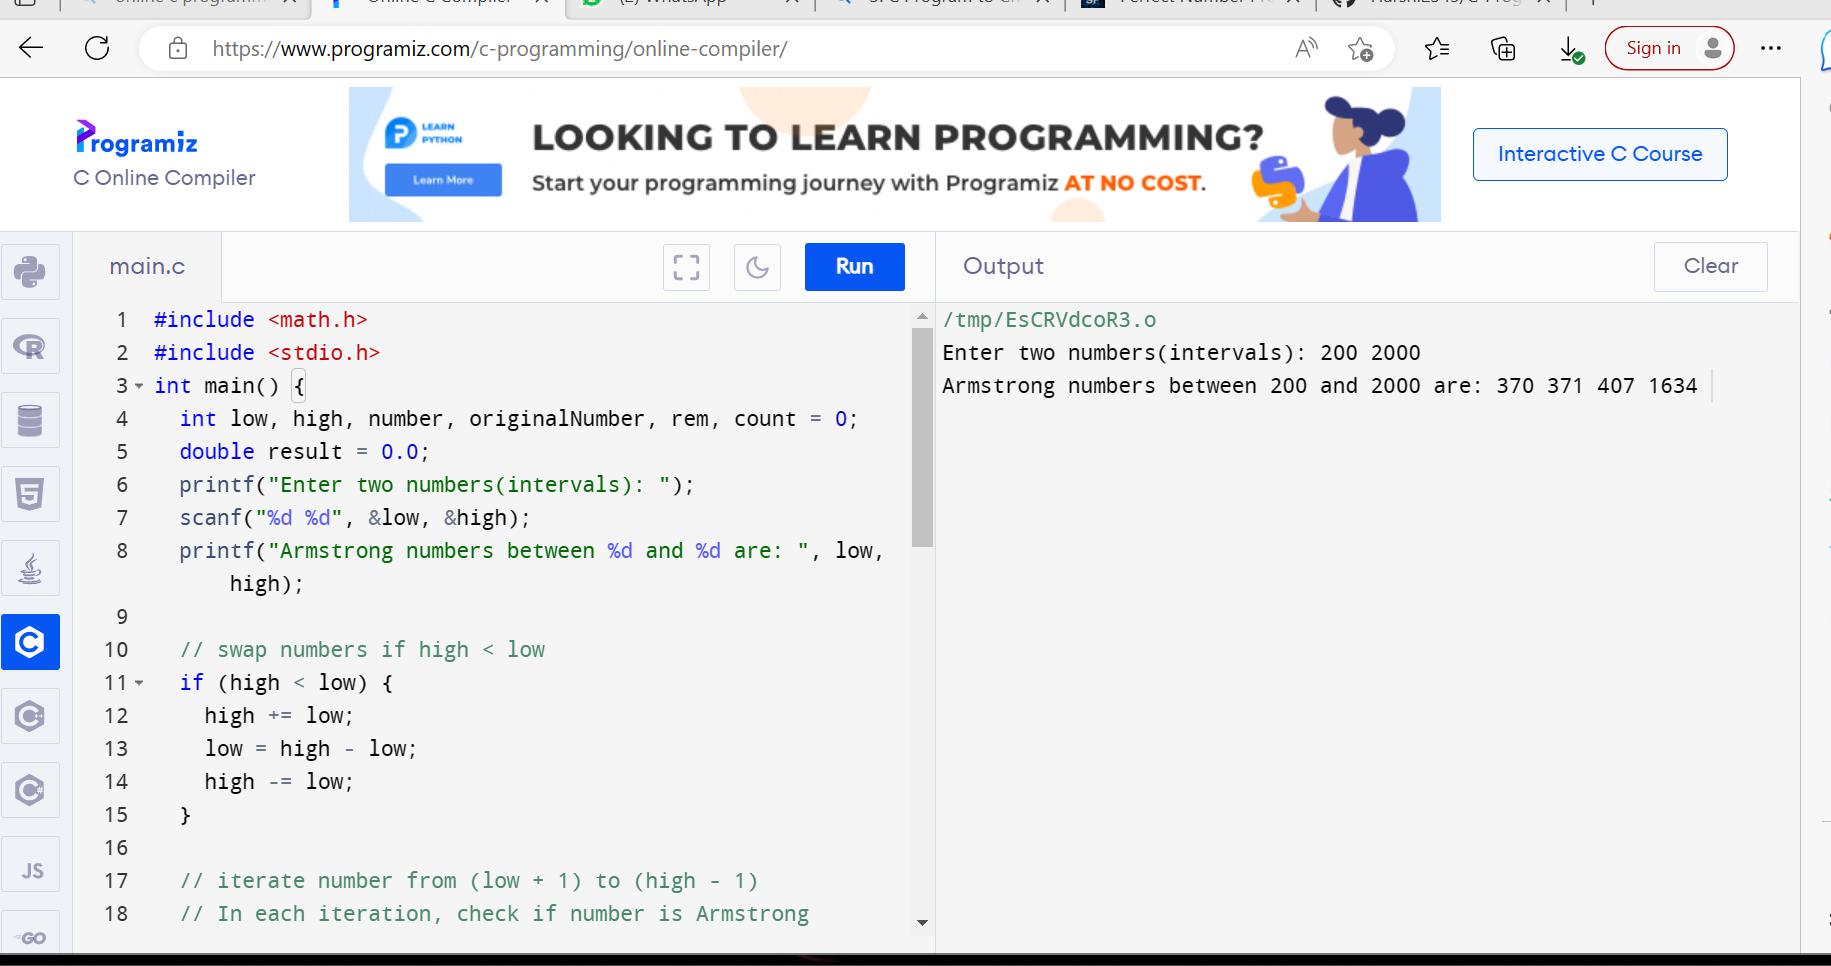 https://www.programiz.com/c-programming/online-compiler/
Sign in
Programiz
C Online Compiler
LEARN
PYTHON
Learn More
LOOKING TO LEARN PROGRAMMING?
Start your programming journey with Programiz AT NO COST.
Interactive C Course
main.c
Run
Output
Clear
1 #include <math.h>
2 #include <stdio.h>
3 int main() {
4 int low, high, number, originalNumber, rem, count = 0;
5 double result = 0.0;
6 printf("Enter two numbers(intervals): ");
7 scanf("%d %d", &low, &high);
8 printf("Armstrong numbers between %d and %d are: ", low,
high);
9
10 // swap numbers if high < low
11 if (high < low) {
12 high += low;
13 low = high - low;
14 high -= low;
15 }
16
17 // iterate number from (low + 1) to (high - 1)
18 // In each iteration, check if number is Armstrong
/tmp/EsCRVdcoR3.o
Enter two numbers(intervals): 200 2000
Armstrong numbers between 200 and 2000 are: 370 371 407 1634
JS
GO